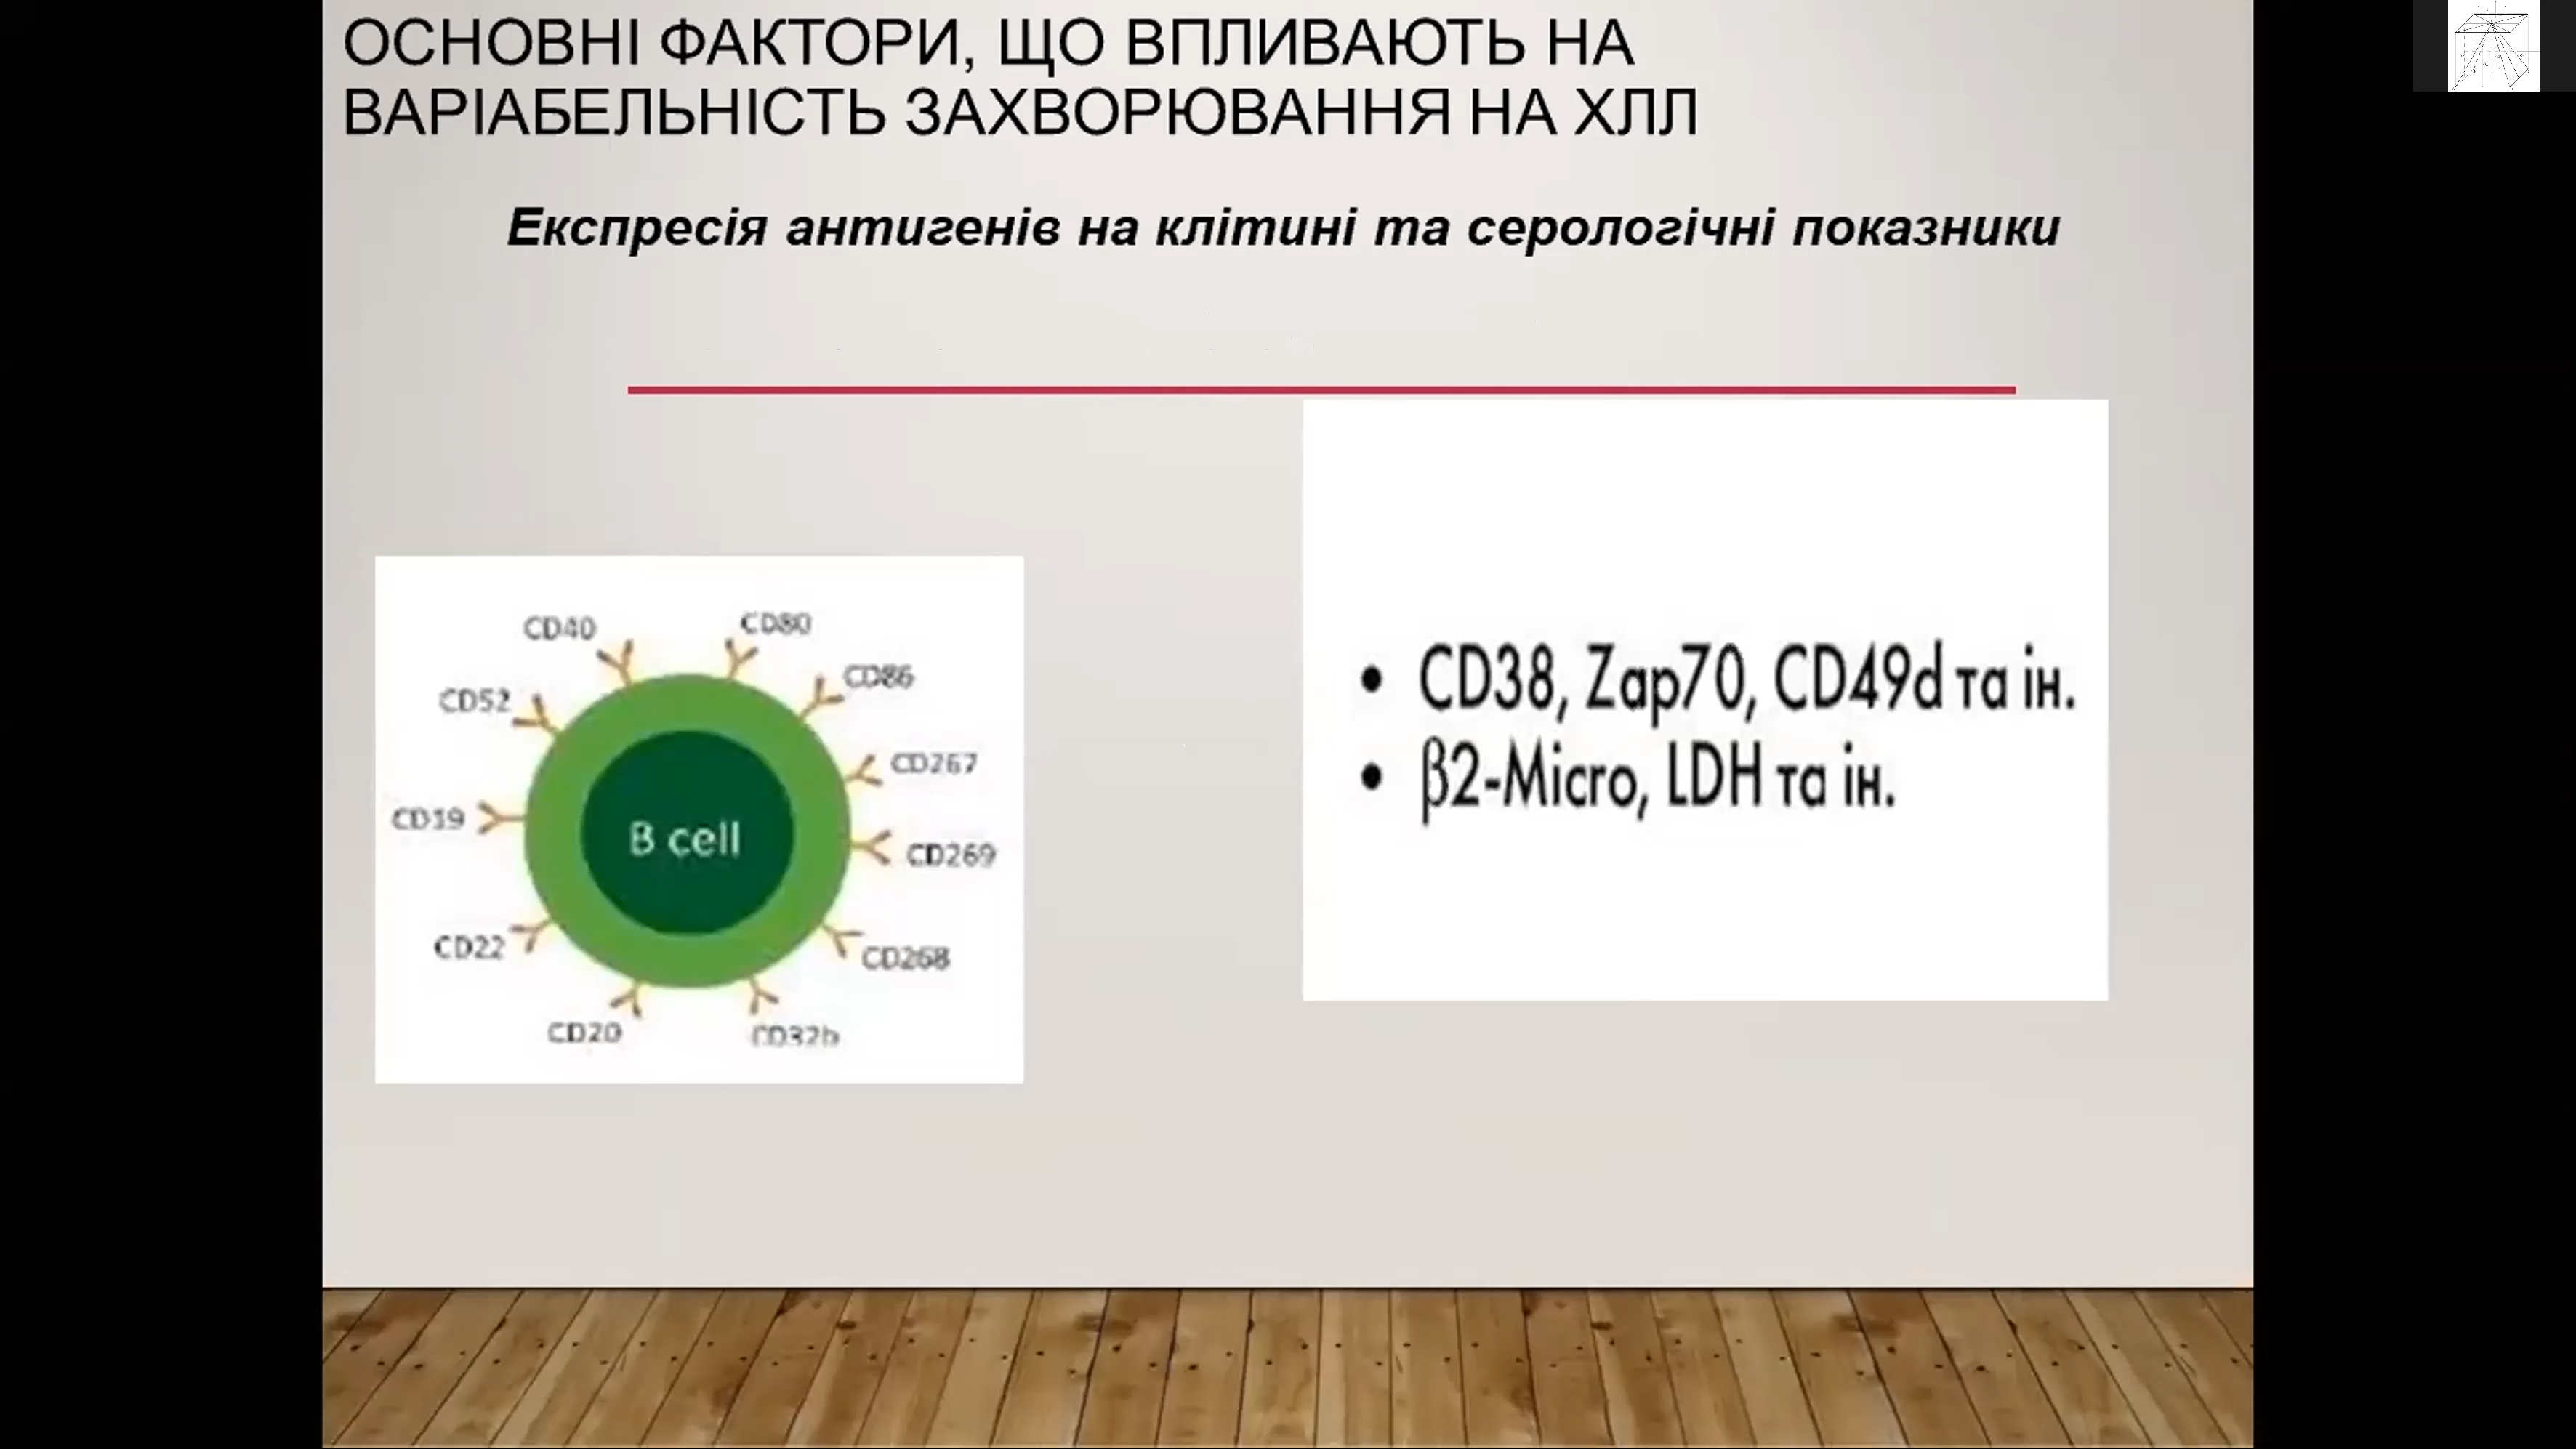 ОСНОВНІ ФАКТОРИ, ЩО ВПЛИВАЮТЬ НА
ВАРІАБЕЛЬНІСТЬ ЗАХВОРЮВАННЯ НА ХЛЛ
Експресія антигенів на клітині та серологічні показники
CD40
CD80
CD86
CD52
CD267
CD19
B cell
CD269
CD22
CD268
CD20
CD32b
• CD38, Zap70, CD49d та ін.
• β2-Micro, LDH та ін.